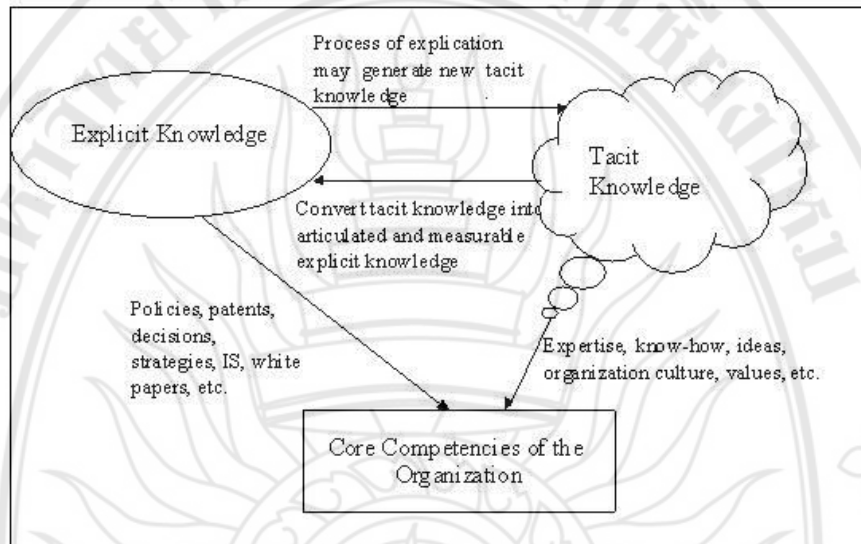 Process of explication
may generate new tacit
knowledge
Explicit Knowledge
Tacit
Knowledge
Convert tacit knowledge into
articulated and measurable
explicit knowledge
Policies, patents,
decisions,
strategies, IS, white
papers, etc.
Expertise, know-how, ideas,
organization culture, values, etc.
Core Competencies of the
Organization